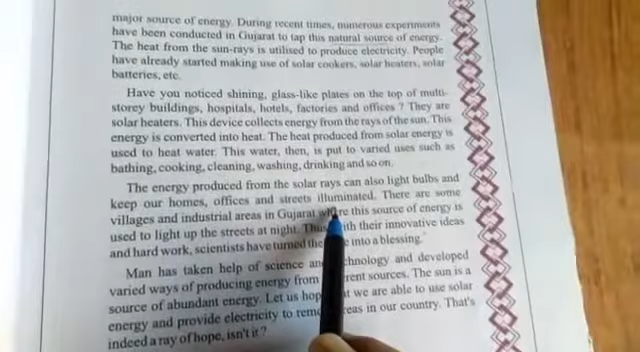 major source of energy. During recent times, numerous experiments
have been conducted in Gujarat to tap this natural source of energy.
The heat from the sun-rays is utilised to produce electricity. People
have already started making use of solar cookers, solar heaters, solar
batteries, etc.
Have you noticed shining, glass-like plates on the top of multi-
storey buildings, hospitals, hotels, factories and offices ? They are
solar heaters. This device collects energy from the rays of the sun. This
energy is converted into heat. The heat produced from solar energy is
used to heat water. This water, then, is put to varied uses such as
bathing, cooking, cleaning, washing, drinking and so on.
The energy produced from the solar rays can also light bulbs and
keep our homes, offices and streets illuminated. There are some
villages and industrial areas in Gujarat where this source of energy is
used to light up the streets at night. their innovative ideas
and hard work, scientists have turned into a blessing.
Man has taken help of science and technology and developed
varied ways of producing energy from sources. The sun is a
source of abundant energy. Let us we are able to use solar
energy and provide electricity to in our country. That's
indeed a ray of hope, isn't it ?